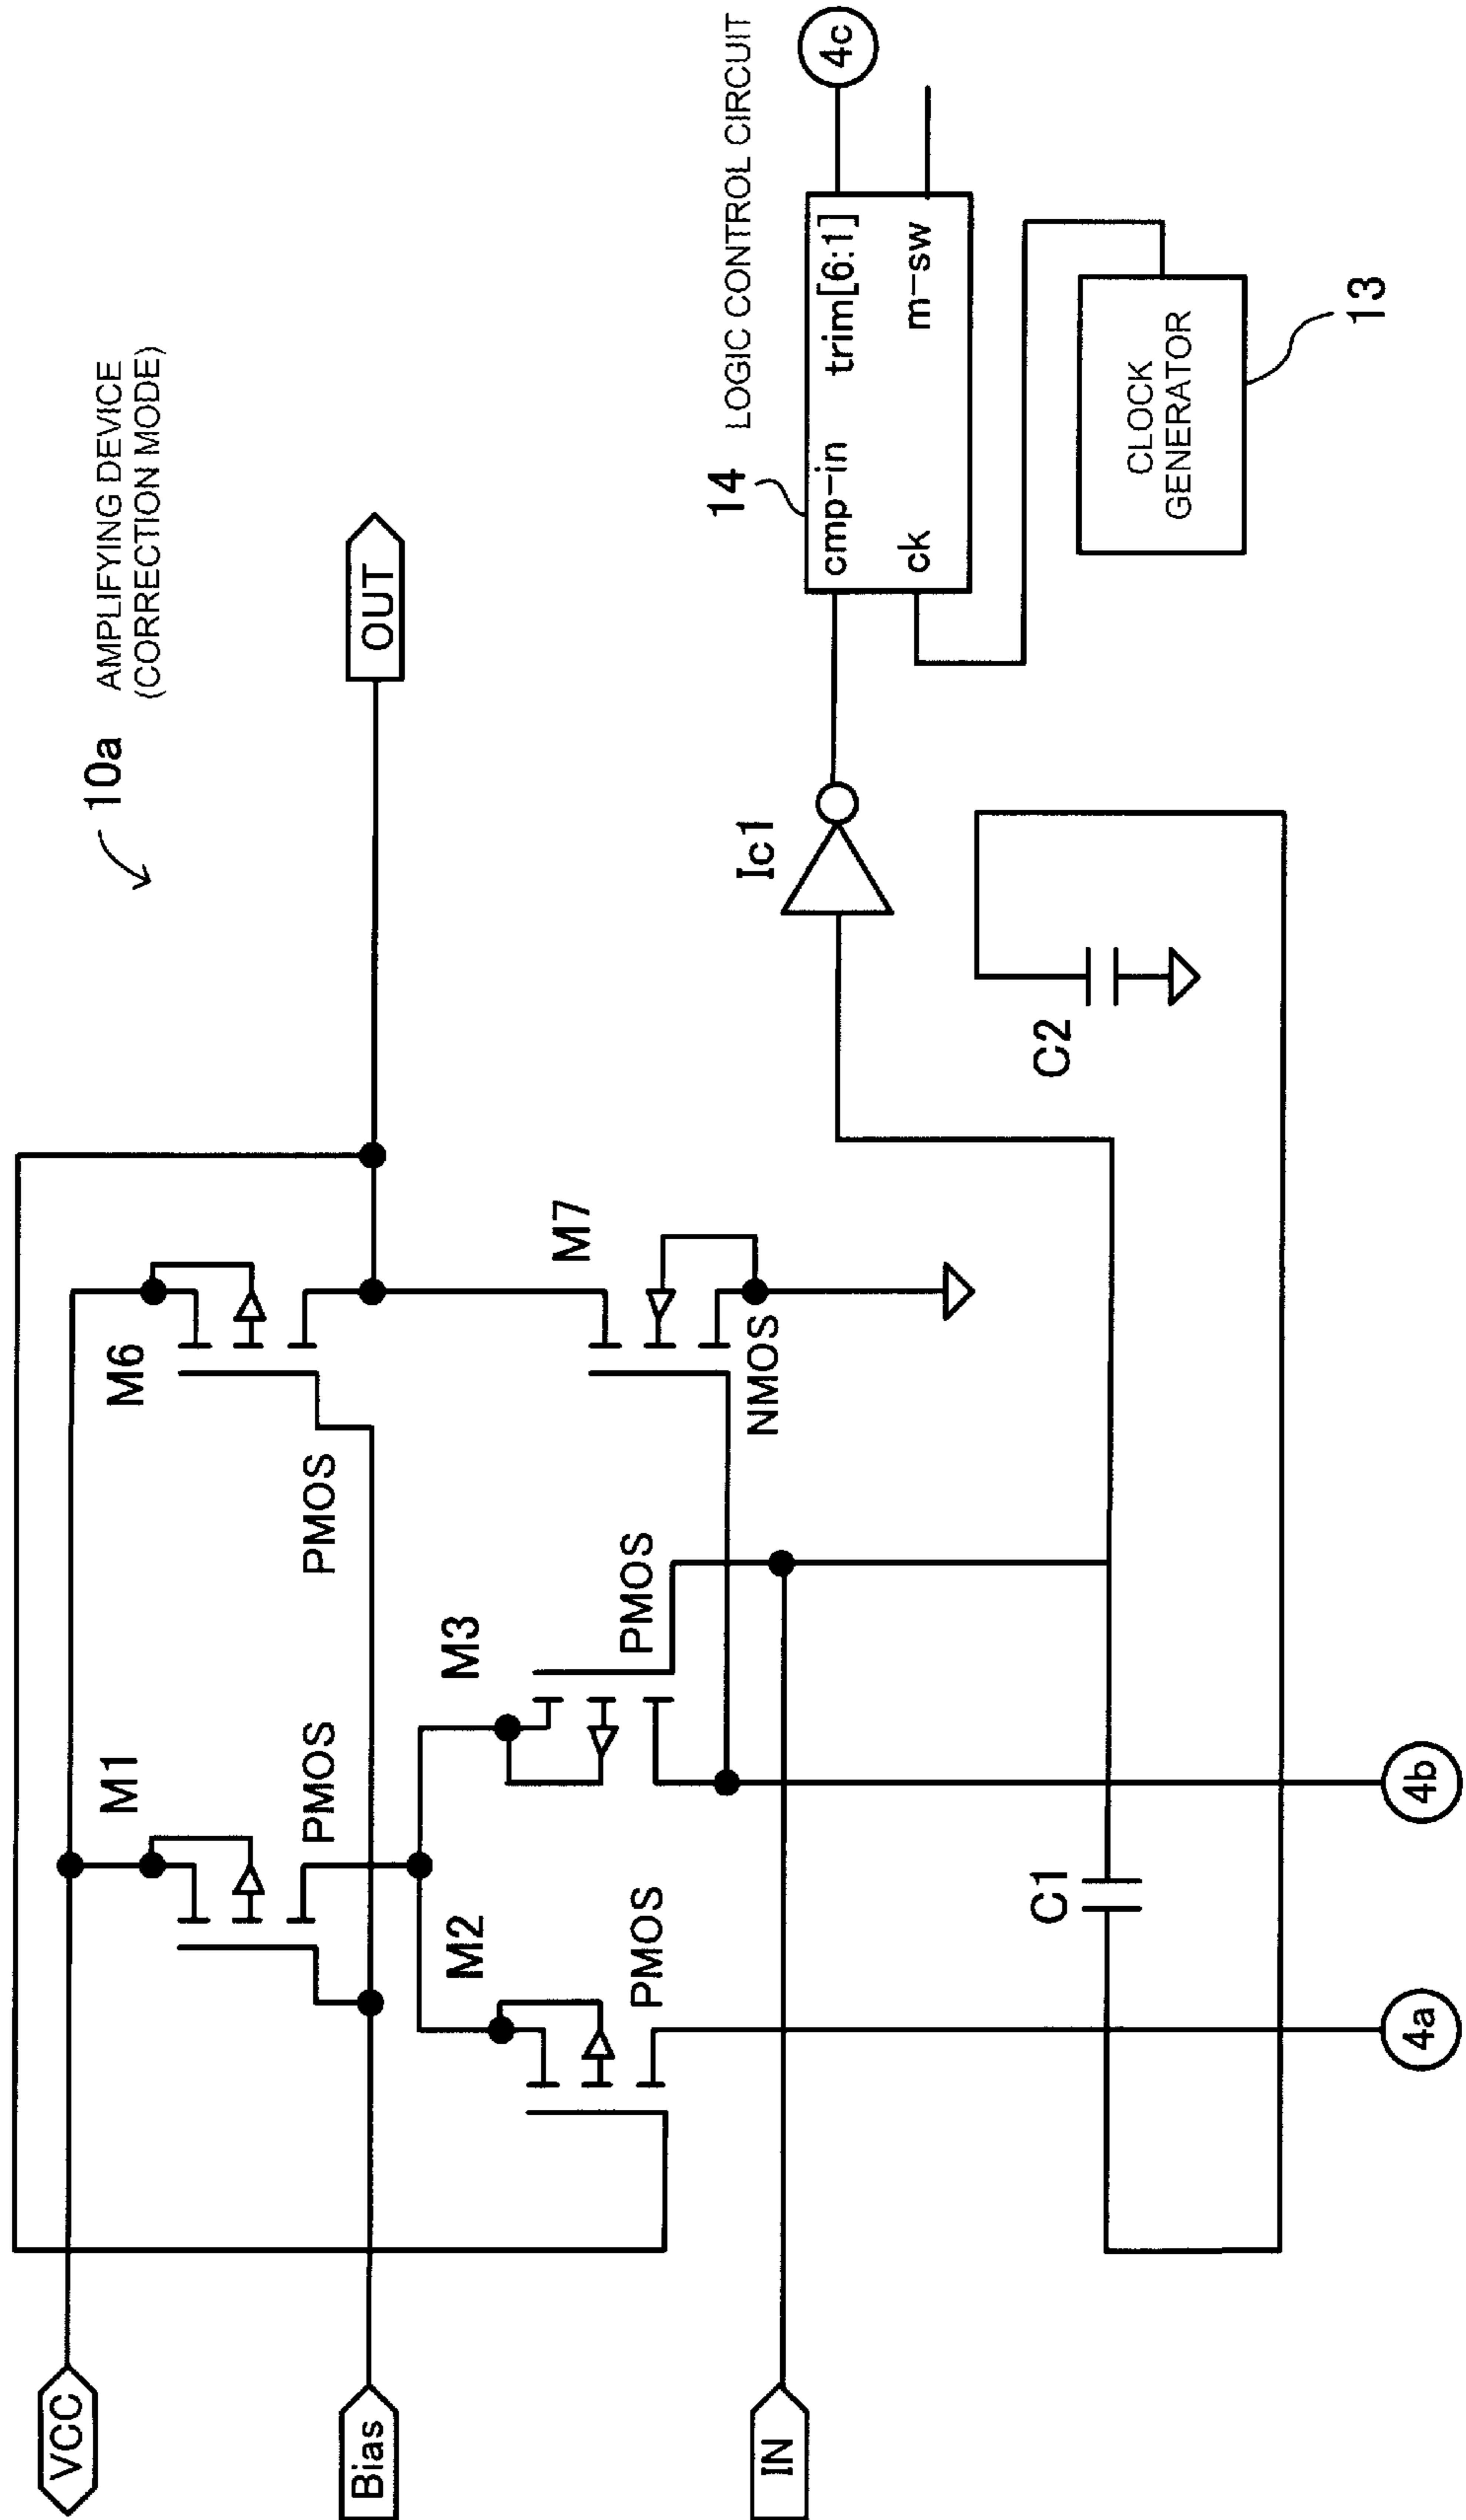 10a AMPLIFYING DEVICE
(CORRECTION MODE)
VCC
M1
M6
PMOS
PMOS
Bias
OUT
M2
M3
M7
PMOS
PMOS
NMOS
IN
Ic1
14
LOGIC CONTROL CIRCUIT
cmp-in trim[6:1]
ck m-sw
4c
C1
C2
CLOCK
GENERATOR
13
4a
4b